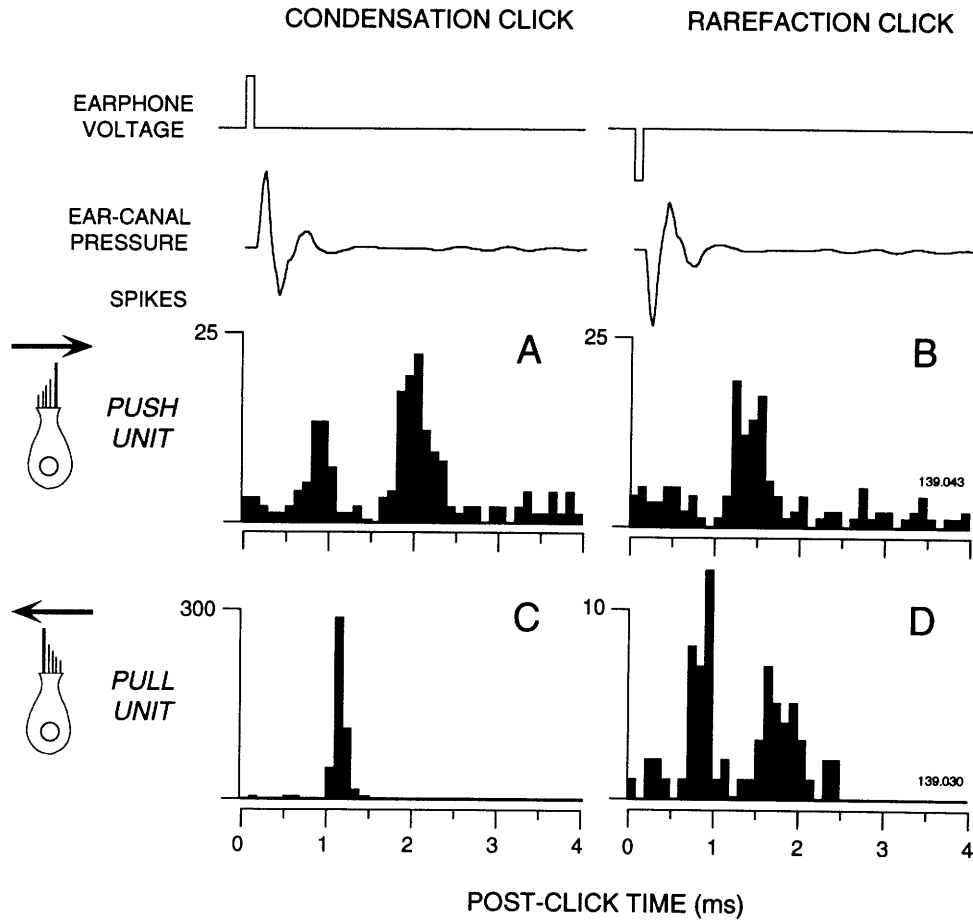 CONDENSATION CLICK
RAREFACTION CLICK
EARPHONE
VOLTAGE
EAR-CANAL
PRESSURE
SPIKES
25
A
PUSH
UNIT
25
B
139.043
300
C
PULL
UNIT
10
D
139.030
0 1 2 3 4
0 1 2 3 4
POST-CLICK TIME (ms)